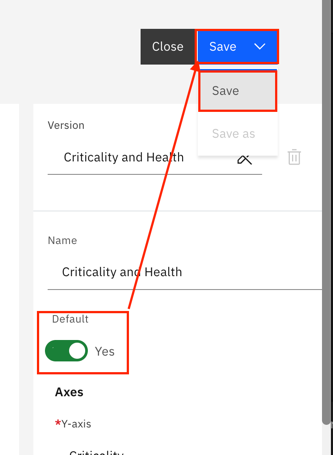 Close
Save
Save
Save as
Version
Criticality and Health
Name
Criticality and Health
Default
Yes
Axes
*Y-axis
Criticality